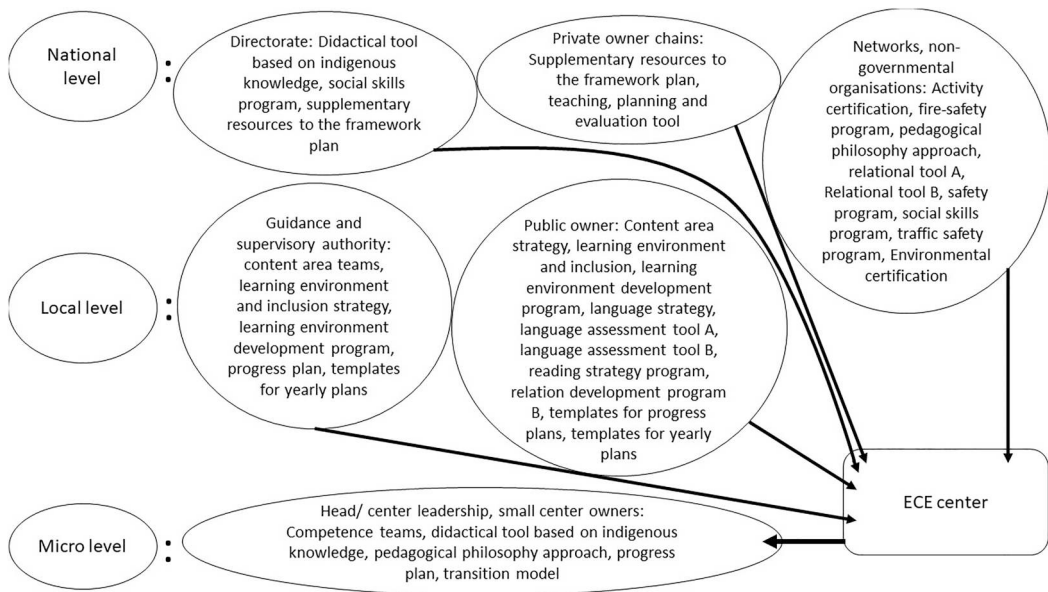 National
level
:
Directorate: Didactical tool
based on indigenous
knowledge, social skills
program, supplementary
resources to the framework
plan
Private owner chains:
Supplementary resources
to the framework plan,
teaching, planning and
evaluation tool
Networks, non-
governmental
organisations: Activity
certification, fire-safety
program, pedagogical
philosophy approach,
relational tool A,
Relational tool B, safety
program, social skills
program, traffic safety
program, Environmental
certification
Local level
:
Guidance and
supervisory authority:
content area teams,
learning environment
and inclusion strategy,
learning environment
development program,
progress plan, templates
for yearly plans
Public owner: Content area
strategy, learning environment
and inclusion, learning
environment development
program, language strategy,
language assessment tool A,
language assessment tool B,
reading strategy program,
relation development program
B, templates for progress
plans, templates for yearly
plans
ECE center
Micro level
:
Head/ center leadership, small center owners:
Competence teams, didactical tool based on indigenous
knowledge, pedagogical philosophy approach, progress
plan, transition model